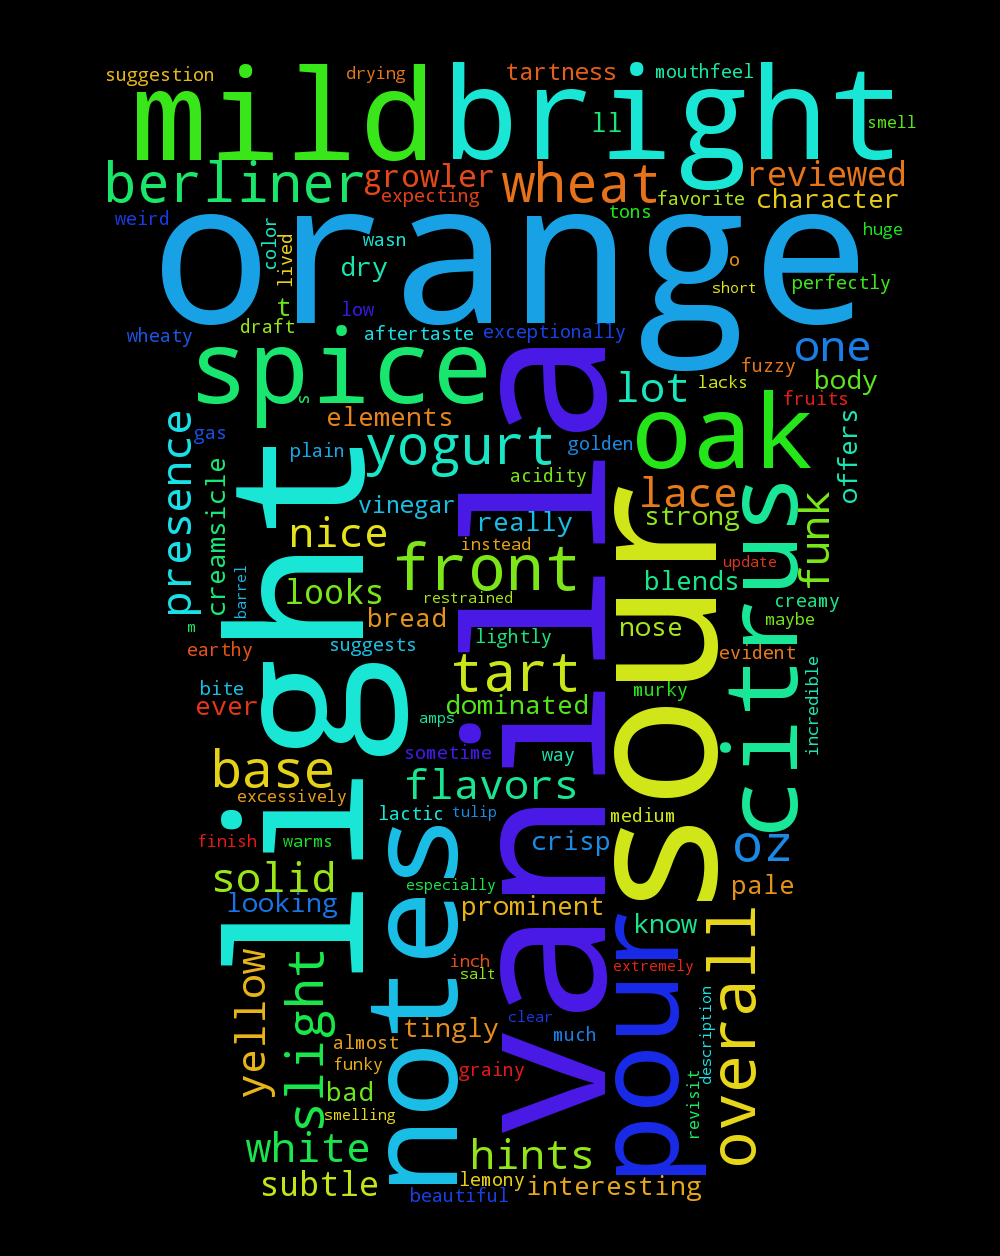 suggestion
drying
tartness
mouthfeel
mild
bright
ll
smell
berliner
growler
expecting
wheat
reviewed
favorite
character
weird
color
lived
wasn
tons
huge
orange
dry
o
short
perfectly
t
low
wheaty
draft
aftertaste
exceptionally
one
spice
s
vanilla
lot
lacks
fuzzy
body
fruits
presence
gas
elements
yogurt
golden
oak
offers
plain
creamsicle
light
vinegar
acidity
lace
citrus
funk
nice
really
strong
instead
sour
update
front
blends
barrel
looks
restrained
creamy
bread
m
nose
maybe
earthy
suggests
lightly
evident
incredible
bite
tart
murky
ever
dominated
amps
sometime
way
base
flavors
excessively
lactic
tulip
medium
finish
warms
notes
crisp
oz
solid
especially
pale
looking
prominent
know
pour
overall
yellow
slight
inch
salt
extremely
description
clear
tingly
much
almost
funky
grainy
revisit
bad
smelling
white
hints
subtle
lemony
interesting
beautiful